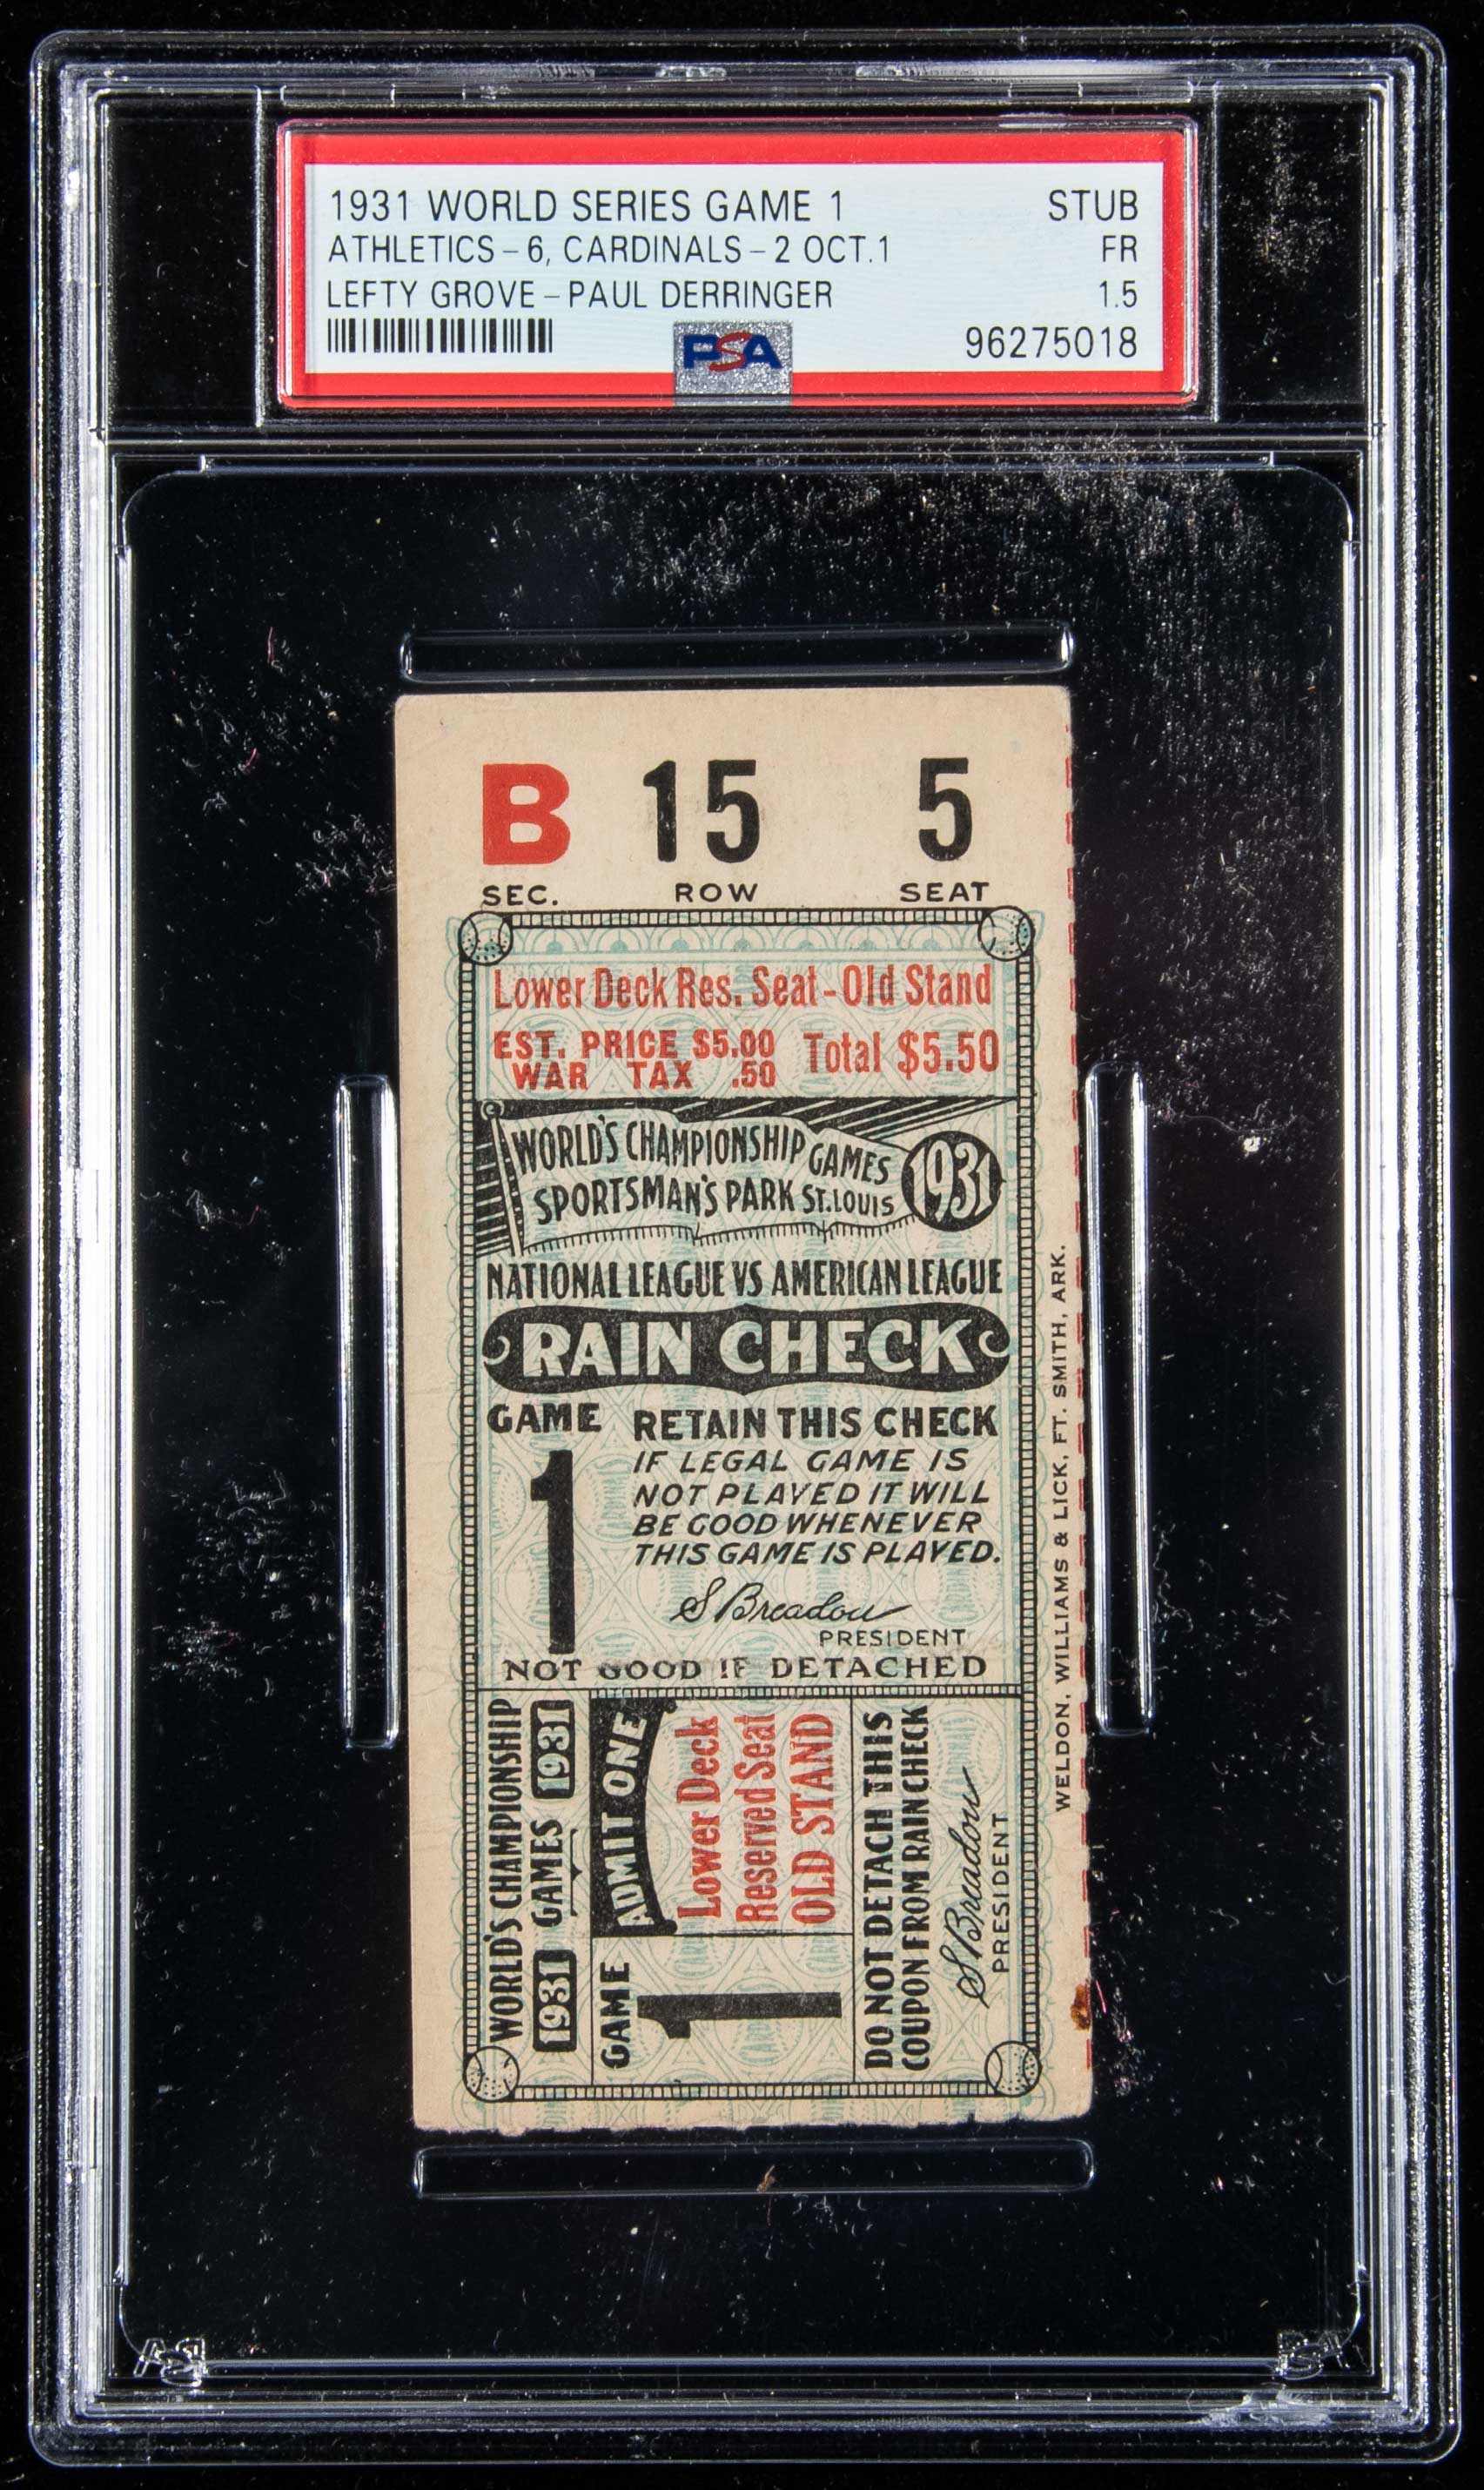 1931 WORLD SERIES GAME 1 STUB
ATHLETICS-6, CARDINALS-2 OCT.1 FR
LEFTY GROVE-PAUL DERRINGER 1.5
PSA 96275018
B 15 5
SEC. ROW SEAT
Lower Deck Res. Seat - Old Stand
EST. PRICE $5.00 Total $5.50
WAR TAX .50
WORLD'S CHAMPIONSHIP GAMES
SPORTSMAN'S PARK ST. LOUIS 1931
NATIONAL LEAGUE VS AMERICAN LEAGUE
RAIN CHECK
GAME
1
RETAIN THIS CHECK
IF LEGAL GAME IS
NOT PLAYED IT WILL
BE GOOD WHENEVER
THIS GAME IS PLAYED.
S Breadon
PRESIDENT
NOT GOOD IF DETACHED
WORLD'S CHAMPIONSHIP
1931 GAMES 1931
GAME
1
ADMIT ONE
Lower Deck
Reserved Seat
OLD STAND
DO NOT DETACH THIS
COUPON FROM RAIN CHECK
S Breadon
PRESIDENT
WELDON, WILLIAMS & LICK, FT. SMITH, ARK.
PSA
PSA